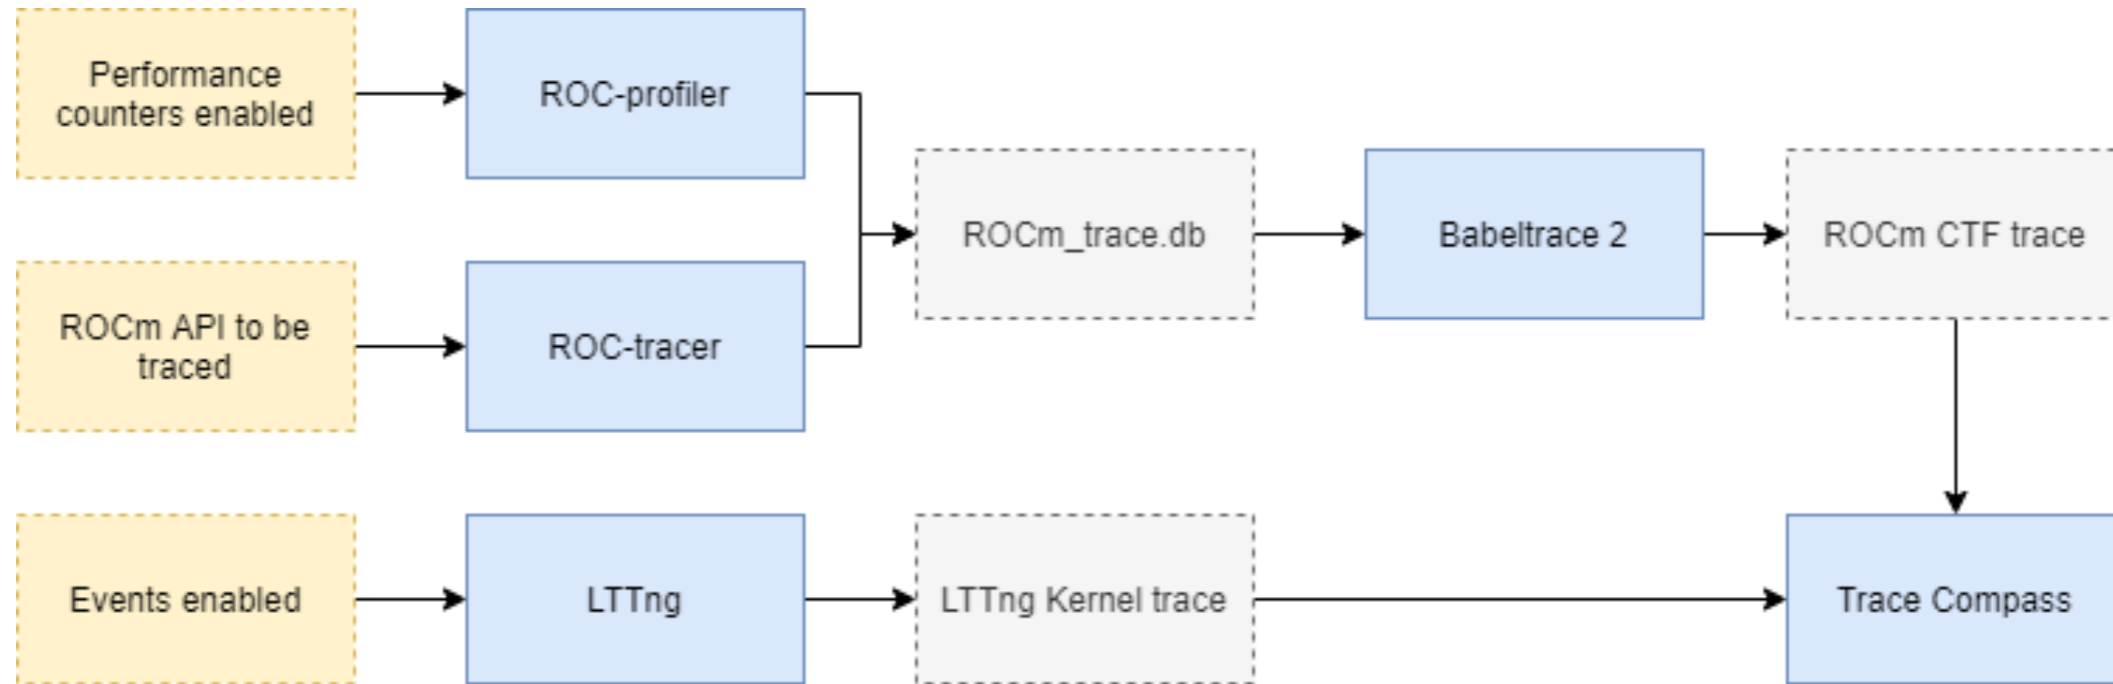 Performance
counters enabled
ROC-profiler
ROCm_trace.db
Babeltrace 2
ROCm CTF trace
ROCm API to be
traced
ROC-tracer
Events enabled
LTTng
LTTng Kernel trace
Trace Compass